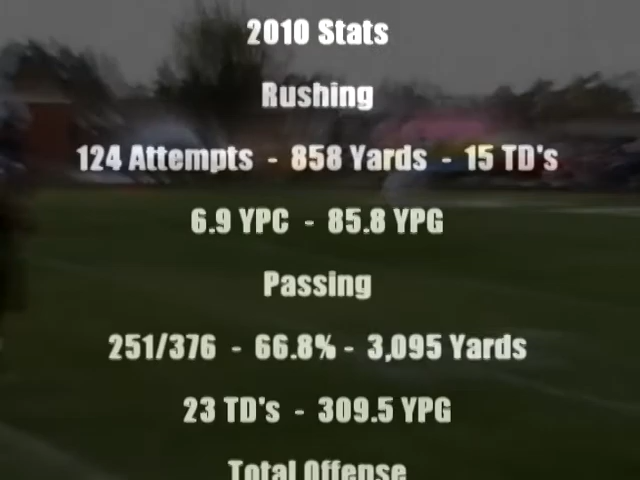 2010 Stats
Rushing
124 Attempts - 858 Yards - 15 TD's
6.9 YPC - 85.8 YPG
Passing
251/376 - 66.8% - 3,095 Yards
23 TD's - 309.5 YPG
Total Offense